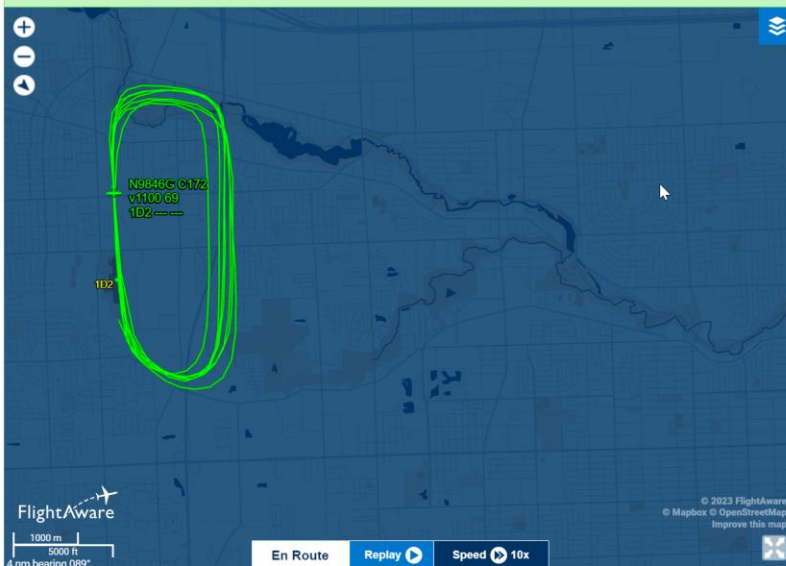 N9846G C172
v1100 69
1D2 --- ---
1D2
FlightAware
1000 m
5000 ft
4 nm bearing 089°
© 2023 FlightAware
© Mapbox © OpenStreetMap
Improve this map
En Route Replay Speed 10x